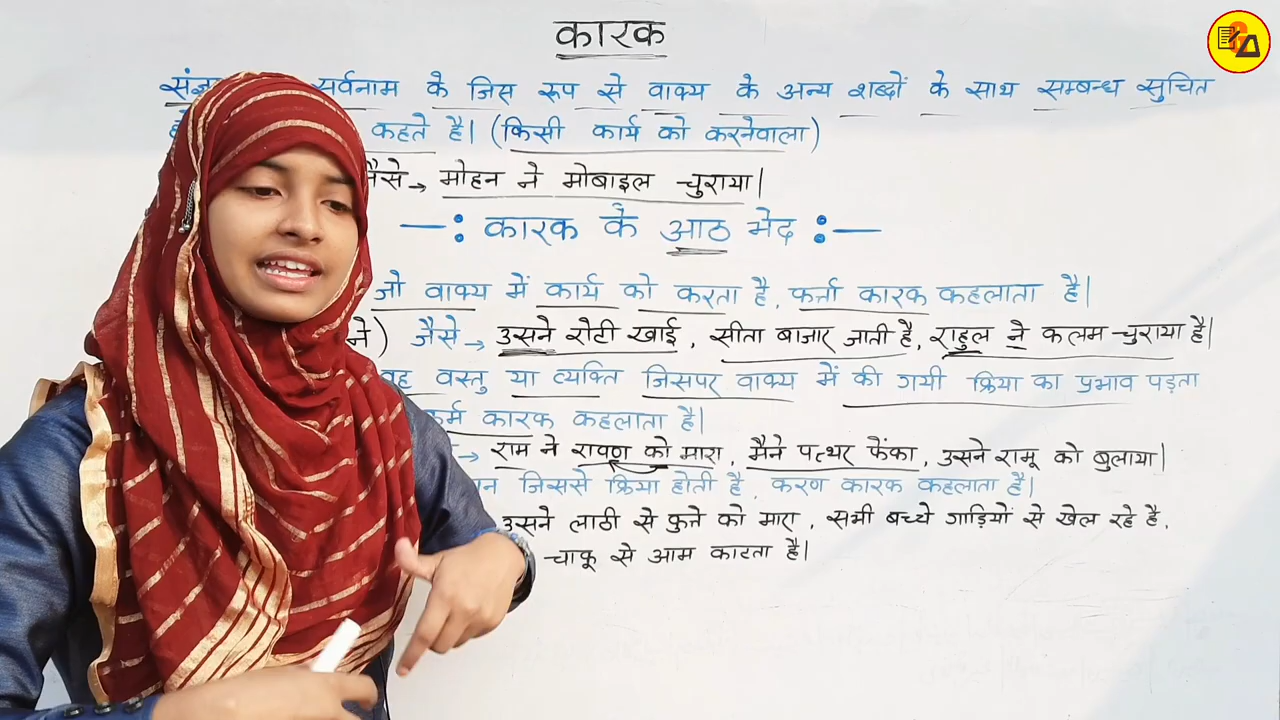 कारक
सर्वनाम के जिस रूप से वाक्य के अन्य शब्दों के साथ सम्बन्ध सुचित
कहते है। (किसी कार्य को करनेवाला)
जैसे → मोहन ने मोबाइल चुराया।
—: कारक के आठ भेद :—
जो वाक्य में कार्य को करता है, कर्त्ता कारक कहलाता है।
ने) जैसे → उसने रोटी खाई, सीता बाजार जाती है, राहुल ने कलम चुराया है।
वह वस्तु या व्यक्ति जिसपर वाक्य में की गयी क्रिया का प्रभाव पड़ता
कर्म कारक कहलाता है।
→ राम ने रावण को मारा, मैने पत्थर फेंका, उसने रामू को बुलाया।
जिससे क्रिया होती है, करण कारक कहलाता है।
उसने लाठी से कुत्ते को मारा, सभी बच्चे गाड़ियों से खेल रहे है,
चाकू से आम काटता है।